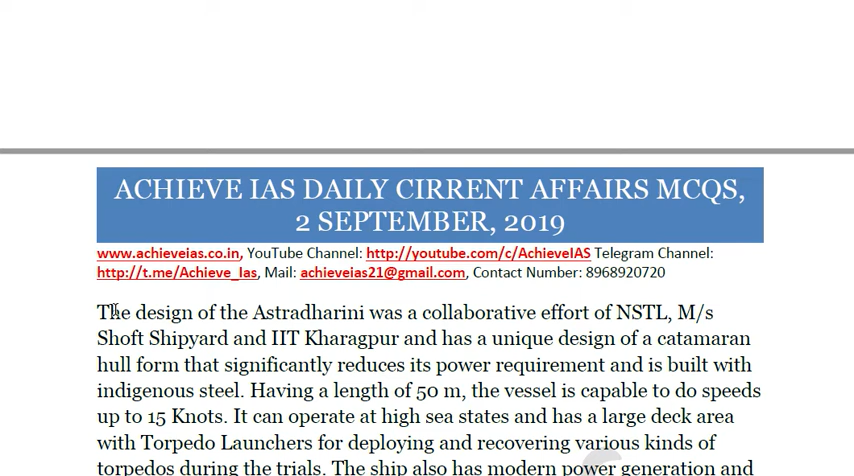 ACHIEVE IAS DAILY CIRRENT AFFAIRS MCQS,
2 SEPTEMBER, 2019
www.achieveias.co.in, YouTube Channel: http://youtube.com/c/AchieveIAS Telegram Channel:
http://t.me/Achieve_Ias, Mail: achieveias21@gmail.com, Contact Number: 8968920720
The design of the Astradharini was a collaborative effort of NSTL, M/s
Shoft Shipyard and IIT Kharagpur and has a unique design of a catamaran
hull form that significantly reduces its power requirement and is built with
indigenous steel. Having a length of 50 m, the vessel is capable to do speeds
up to 15 Knots. It can operate at high sea states and has a large deck area
with Torpedo Launchers for deploying and recovering various kinds of
torpedos during the trials. The ship also has modern power generation and